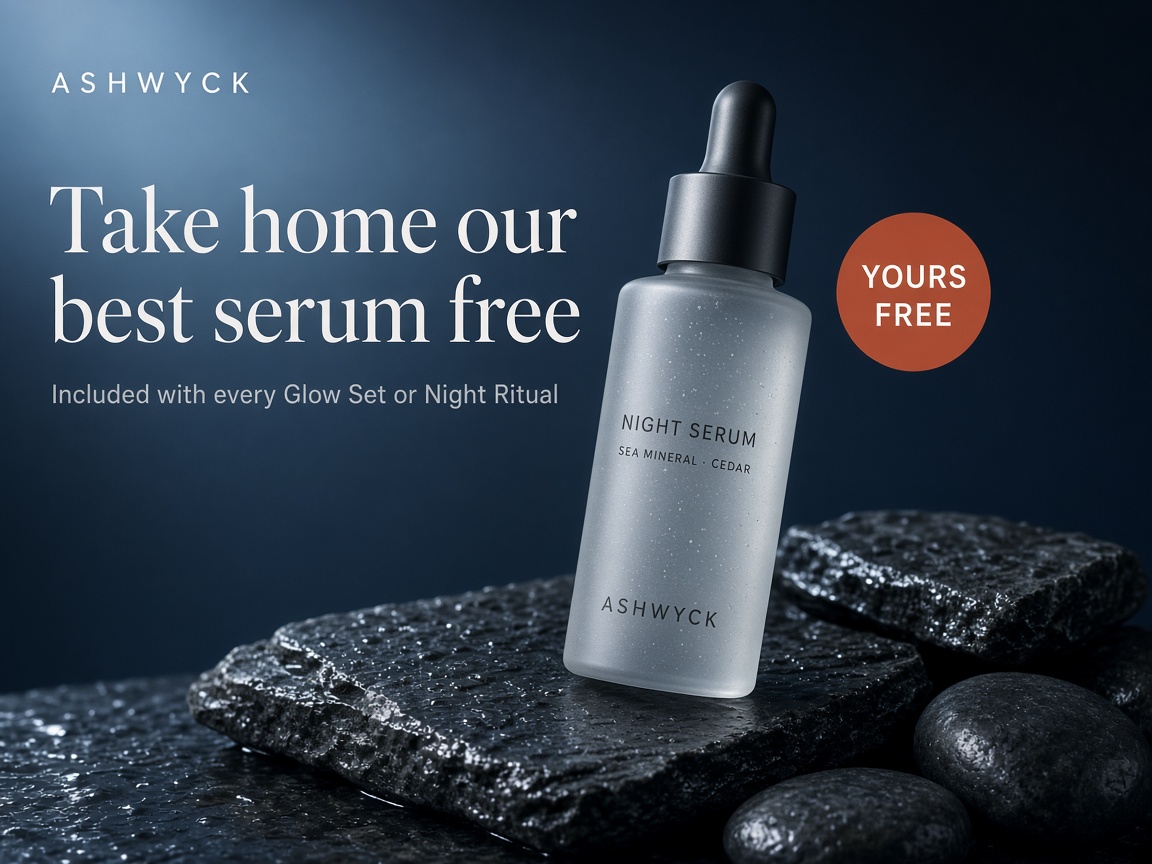 ASHWYCK
Take home our
best serum free
Included with every Glow Set or Night Ritual
YOURS
FREE
NIGHT SERUM
SEA MINERAL · CEDAR
ASHWYCK